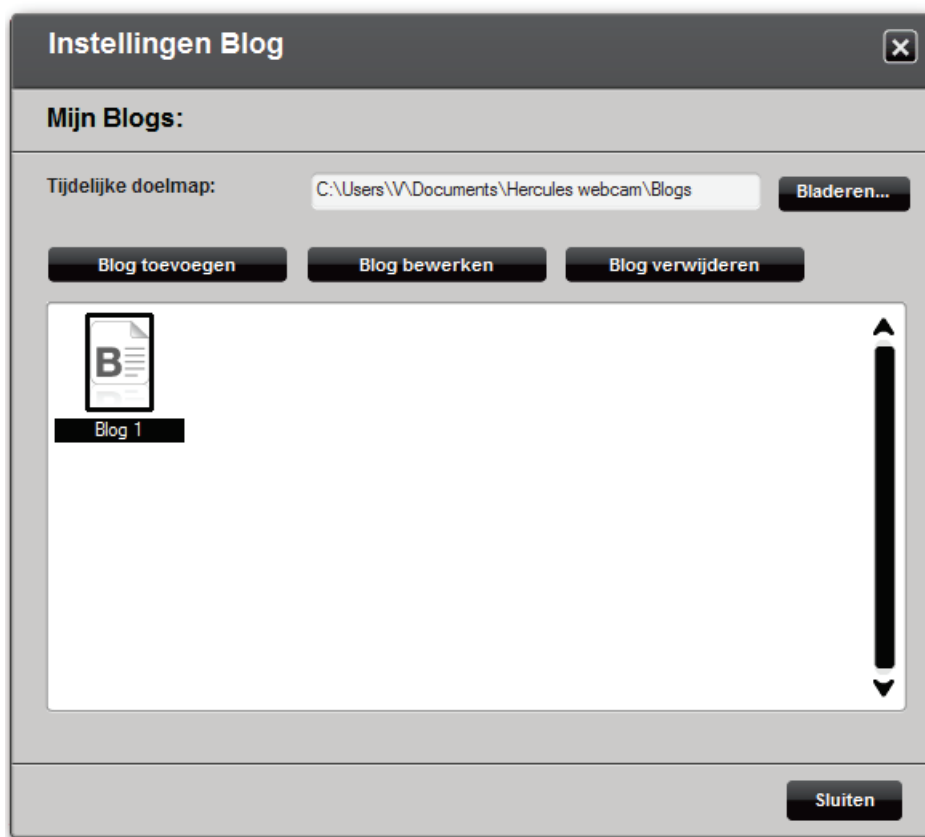 Instellingen Blog
Mijn Blogs:
Tijdelijke doelmap: C:\Users\V\Documents\Hercules webcam\Blogs Bladeren...
Blog toevoegen Blog bewerken Blog verwijderen
B
Blog 1
Sluiten